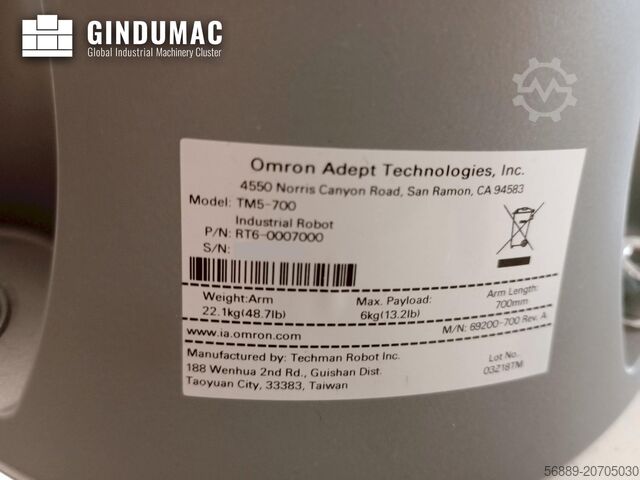 GINDUMAC
Global Industrial Machinery Cluster
Omron Adept Technologies, Inc.
4550 Norris Canyon Road, San Ramon, CA 94583
Model: TM5-700
Industrial Robot
P/N: RT6-0007000
S/N:
Weight:Arm Max. Payload: Arm Length:
22.1kg(48.7lb) 6kg(13.2lb) 700mm
www.ia.omron.com M/N: 69200-700 Rev. A
Manufactured by: Techman Robot Inc. Lot No.
188 Wenhua 2nd Rd., Guishan Dist. 03Z18TM
Taoyuan City, 33383, Taiwan
56889-20705030